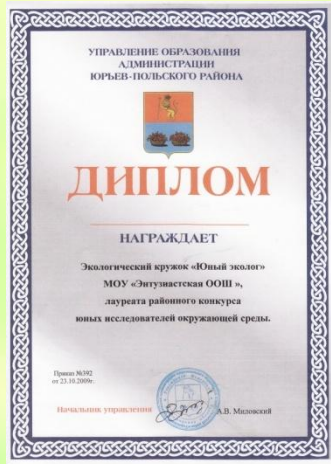 УПРАВЛЕНИЕ ОБРАЗОВАНИЯ
АДМИНИСТРАЦИИ
ЮРЬЕВ-ПОЛЬСКОГО РАЙОНА
ДИПЛОМ
НАГРАЖДАЕТ
Экологический кружок «Юный эколог»
МОУ «Энтузиастская ООШ »,
лауреата районного конкурса
юных исследователей окружающей среды.
Приказ №392
от 23.10.2009г.
Начальник управления А.В. Миловский